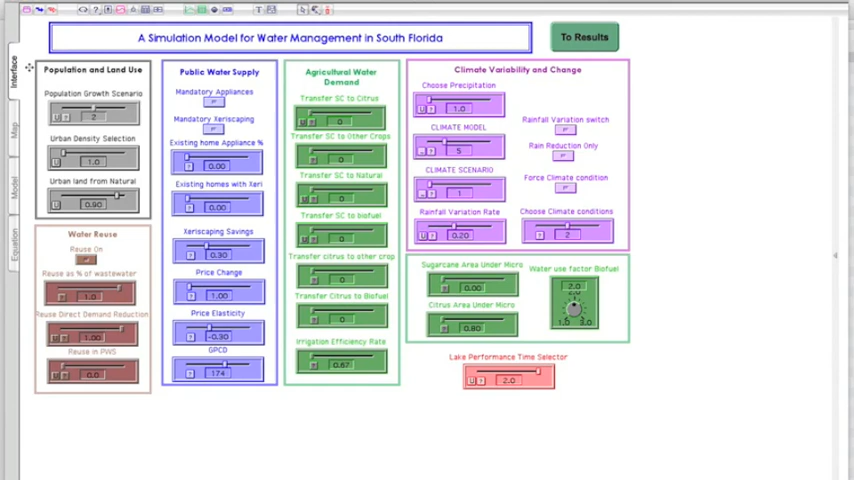 A Simulation Model for Water Management in South Florida
To Results
Interface
Map
Model
Equation
Population and Land Use
Population Growth Scenario
2
Urban Density Selection
1.0
Urban land from Natural
0.90
Water Reuse
Reuse On
Reuse as % of wastewater
1.0
Reuse Direct Demand Reduction
1.00
Reuse in PWS
0.0
Public Water Supply
Mandatory Appliances
Mandatory Xeriscaping
Existing home Appliance %
0.00
Existing homes with Xeri
0.00
Xeriscaping Savings
0.30
Price Change
1.00
Price Elasticity
-0.30
GPCD
174
Agricultural Water
Demand
Transfer SC to Citrus
0
Transfer SC to Other Crops
0
Transfer SC to Natural
0
Transfer SC to biofuel
0
Transfer citrus to other crop
0
Transfer Citrus to Biofuel
0
Irrigation Efficiency Rate
0.67
Climate Variability and Change
Choose Precipitation
1.0
CLIMATE MODEL
5
CLIMATE SCENARIO
1
Rainfall Variation Rate
0.20
Rainfall Variation switch
Rain Reduction Only
Force Climate condition
Choose Climate conditions
2
Sugarcane Area Under Micro
0.00
Citrus Area Under Micro
0.80
Water use factor Biofuel
2.0
2.0
1.0 3.0
Lake Performance Time Selector
2.0